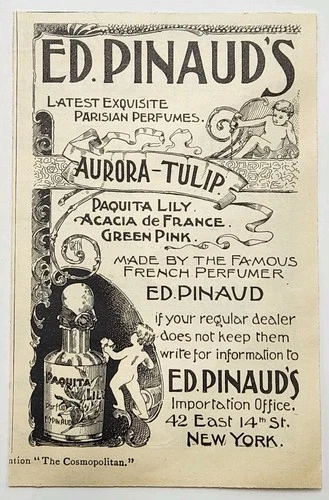 ED. PINAUD'S
LATEST EXQUISITE
PARISIAN PERFUMES.
AURORA-TULIP.
PAQUITA LILY.
ACACIA de FRANCE.
GREEN PINK.
MADE BY THE FAMOUS
FRENCH PERFUMER
ED. PINAUD
if your regular dealer
does not keep them
write for information to
ED. PINAUD'S
Importation Office.
42 EAST 14th St.
NEW YORK.
PAQUITA
LILY
ED. PINAUD
ntion "The Cosmopolitan."